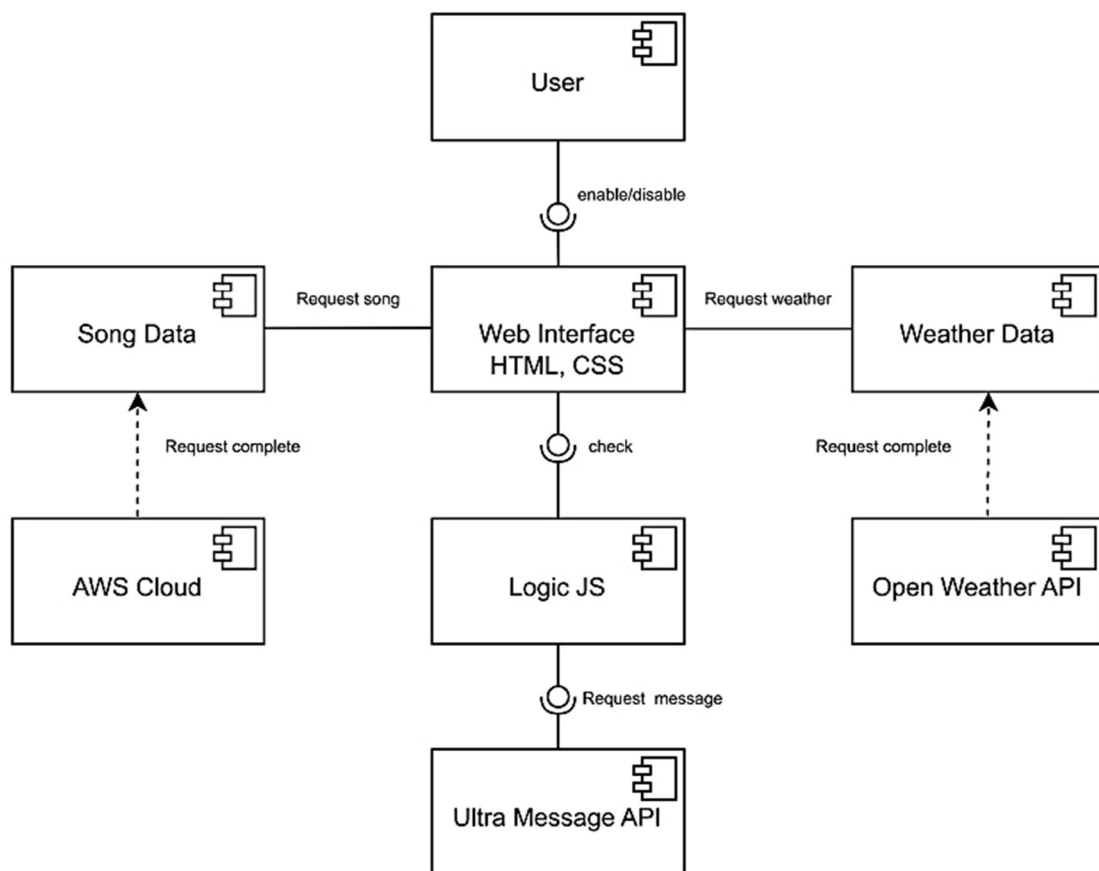 User
enable/disable
Request song
Request weather
Song Data
Web Interface
HTML, CSS
Weather Data
Request complete
check
Request complete
AWS Cloud
Logic JS
Open Weather API
Request message
Ultra Message API